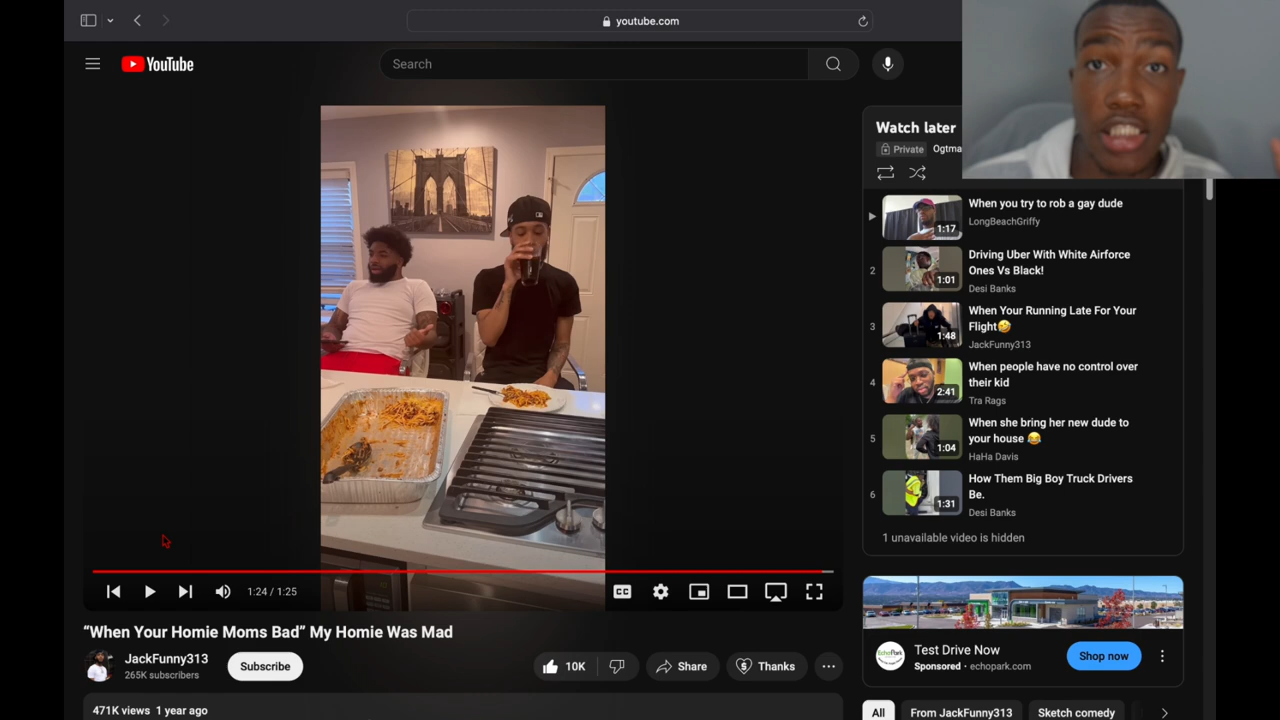 youtube.com
YouTube
Search
Watch later
Private Ogtma
When you try to rob a gay dude
LongBeachGriffy
1:17
2
Driving Uber With White Airforce
Ones Vs Black!
Desi Banks
1:01
3
When Your Running Late For Your
Flight🤣
JackFunny313
1:48
4
When people have no control over
their kid
Tra Rags
2:41
5
When she bring her new dude to
your house 😂
HaHa Davis
1:04
6
How Them Big Boy Truck Drivers
Be.
Desi Banks
1:31
1 unavailable video is hidden
1:24 / 1:25
CC
“When Your Homie Moms Bad” My Homie Was Mad
JackFunny313
265K subscribers
Subscribe
10K
Share
Thanks
471K views 1 year ago
EchoPark
Test Drive Now
Sponsored • echopark.com
Shop now
All
From JackFunny313
Sketch comedy